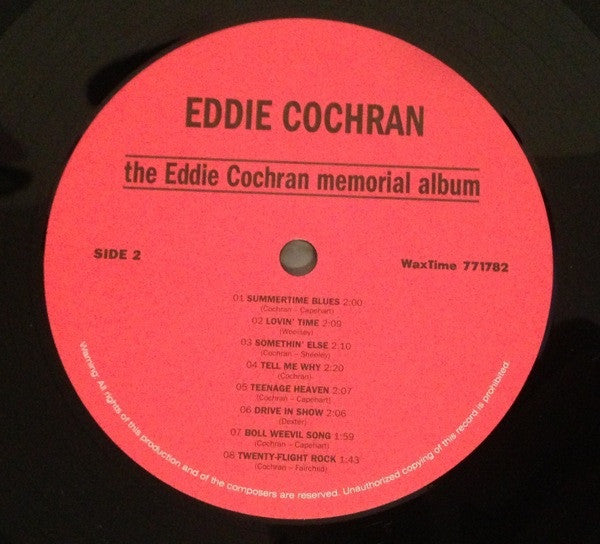 EDDIE COCHRAN
the Eddie Cochran memorial album
SIDE 2
WaxTime 771782
01 SUMMERTIME BLUES 2:00
(Cochran – Capehart)
02 LOVIN' TIME 2:09
(Woolsey)
03 SOMETHIN' ELSE 2:10
(Cochran – Sheeley)
04 TELL ME WHY 2:20
(Cochran)
05 TEENAGE HEAVEN 2:07
(Cochran – Capehart)
06 DRIVE IN SHOW 2:06
(Dexter)
07 BOLL WEEVIL SONG 1:59
(Cochran – Capehart)
08 TWENTY-FLIGHT ROCK 1:43
(Cochran – Fairchild)
Warning: All rights of this production and of the composers are reserved. Unauthorized copying of this record is prohibited.